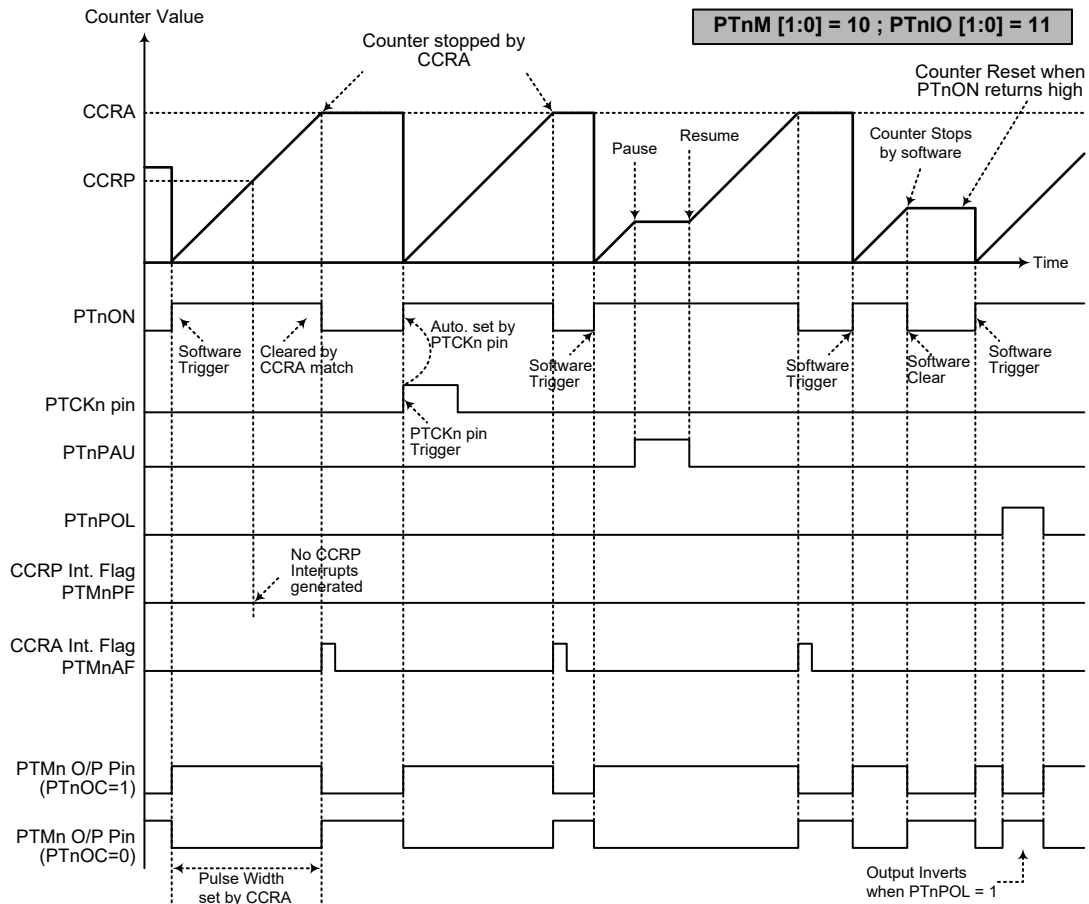 Counter Value
PTnM [1:0] = 10 ; PTnIO [1:0] = 11
Counter stopped by
CCRA
Counter Reset when
PTnON returns high
CCRA
Pause
Resume
Counter Stops
by software
CCRP
Time
PTnON
Software
Trigger
Cleared by
CCRA match
Auto. set by
PTCKn pin
Software
Trigger
Software
Trigger
Software
Clear
Software
Trigger
PTCKn pin
PTCKn pin
Trigger
PTnPAU
PTnPOL
No CCRP
Interrupts
generated
CCRP Int. Flag
PTMnPF
CCRA Int. Flag
PTMnAF
PTMn O/P Pin
(PTnOC=1)
PTMn O/P Pin
(PTnOC=0)
Pulse Width
set by CCRA
Output Inverts
when PTnPOL = 1